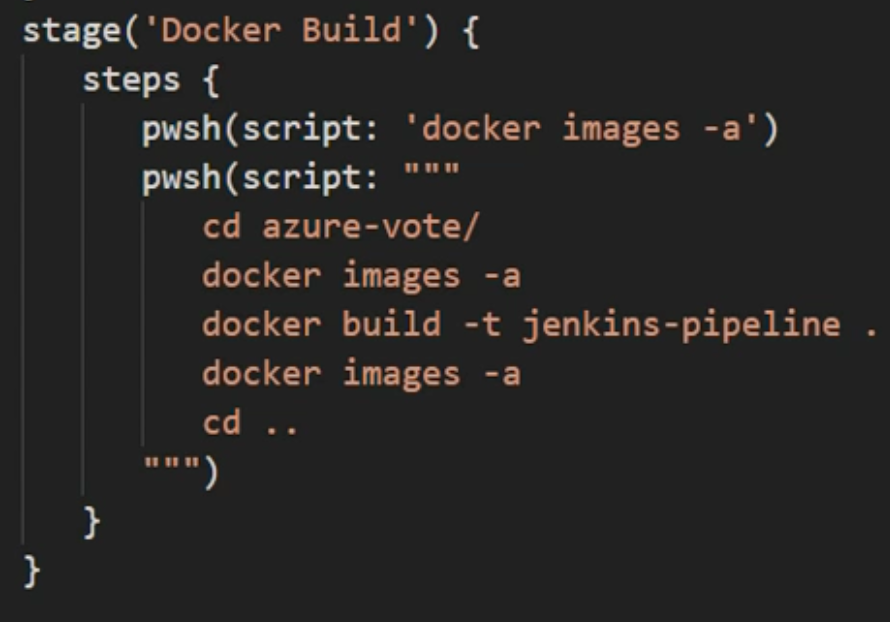 stage('Docker Build') {
steps {
pwsh(script: 'docker images -a')
pwsh(script: """
cd azure-vote/
docker images -a
docker build -t jenkins-pipeline .
docker images -a
cd ..
""")
}
}